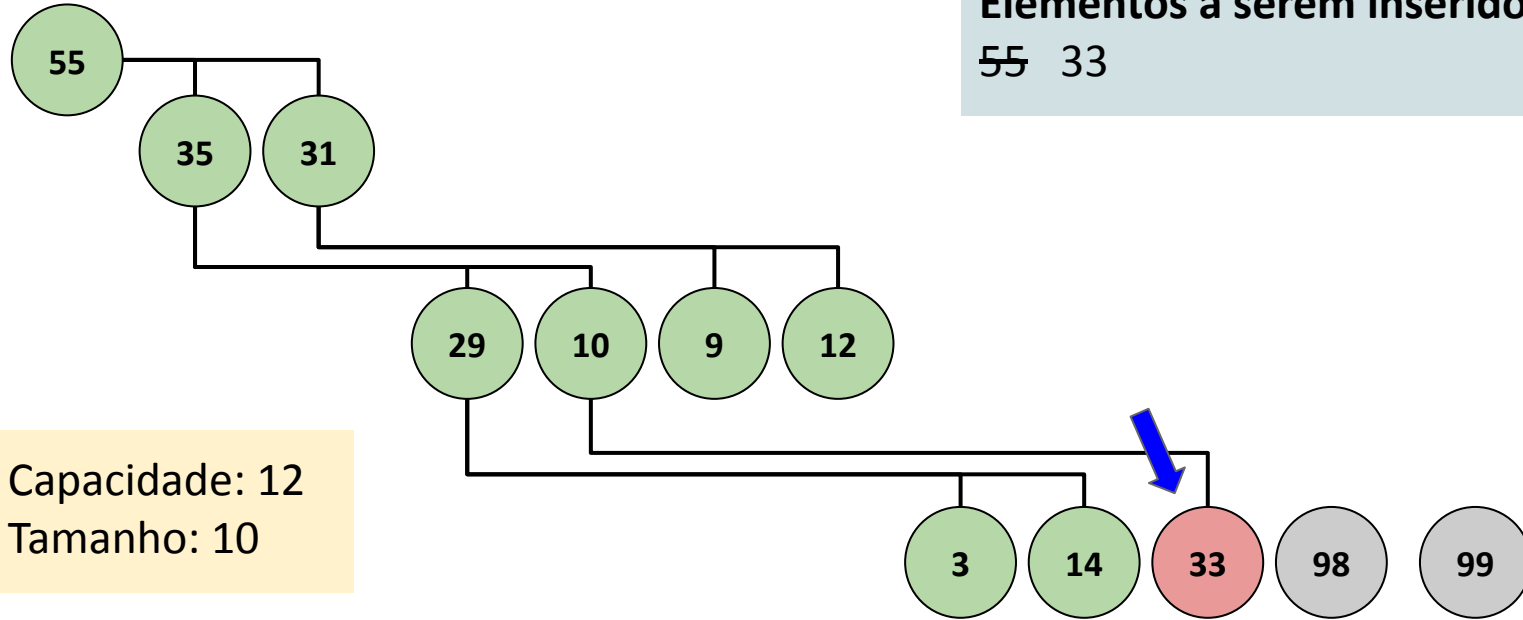 Elementos a serem inserido
55 33
55
35 31
29 10 9 12
Capacidade: 12
Tamanho: 10
3 14 33 98 99